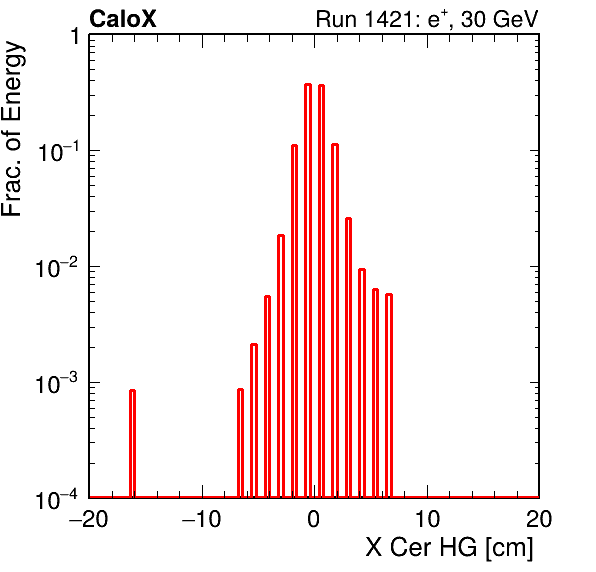 CaloX Run 1421: e⁺, 30 GeV
Frac. of Energy
1
10⁻¹
10⁻²
10⁻³
10⁻⁴
−20 −10 0 10 20
X Cer HG [cm]